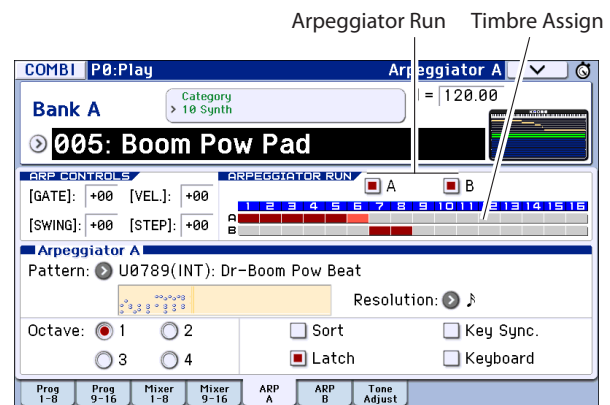 Arpeggiator Run Timbre Assign
COMBI P0:Play Arpeggiator A
Bank A
Category
10 Synth
= 120.00
005: Boom Pow Pad
ARP CONTROLS
ARPEGGIATOR RUN
A B
[GATE]: +00 [VEL.]: +00
1 2 3 4 5 6 7 8 9 10 11 12 13 14 15 16
A
[SWING]: +00 [STEP]: +00
B
Arpeggiator A
Pattern: U0789(INT): Dr-Boom Pow Beat
Resolution:
Octave: 1 2 Sort Key Sync.
3 4 Latch Keyboard
Prog 1-8 Prog 9-16 Mixer 1-8 Mixer 9-16 ARP A ARP B Tone Adjust